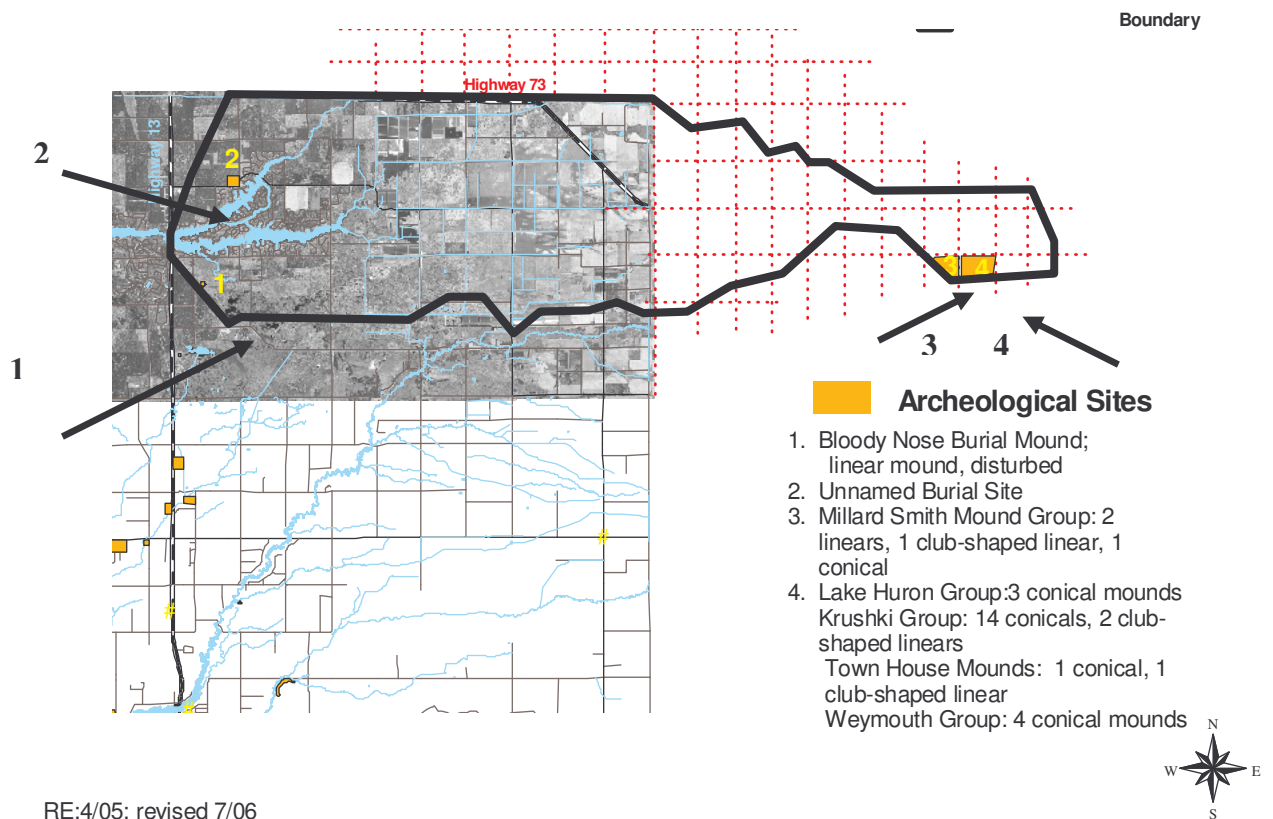 Boundary
Highway 73
Highway 13
2
2
1
1
3
4
3
4
Archeological Sites
1. Bloody Nose Burial Mound;
linear mound, disturbed
2. Unnamed Burial Site
3. Millard Smith Mound Group: 2
linears, 1 club-shaped linear, 1
conical
4. Lake Huron Group:3 conical mounds
Krushki Group: 14 conicals, 2 club-
shaped linears
Town House Mounds: 1 conical, 1
club-shaped linear
Weymouth Group: 4 conical mounds
N
W
E
S
#
#
#
RE:4/05; revised 7/06